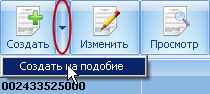 Создать Изменить Просмотр
Создать на подобие
002433525000